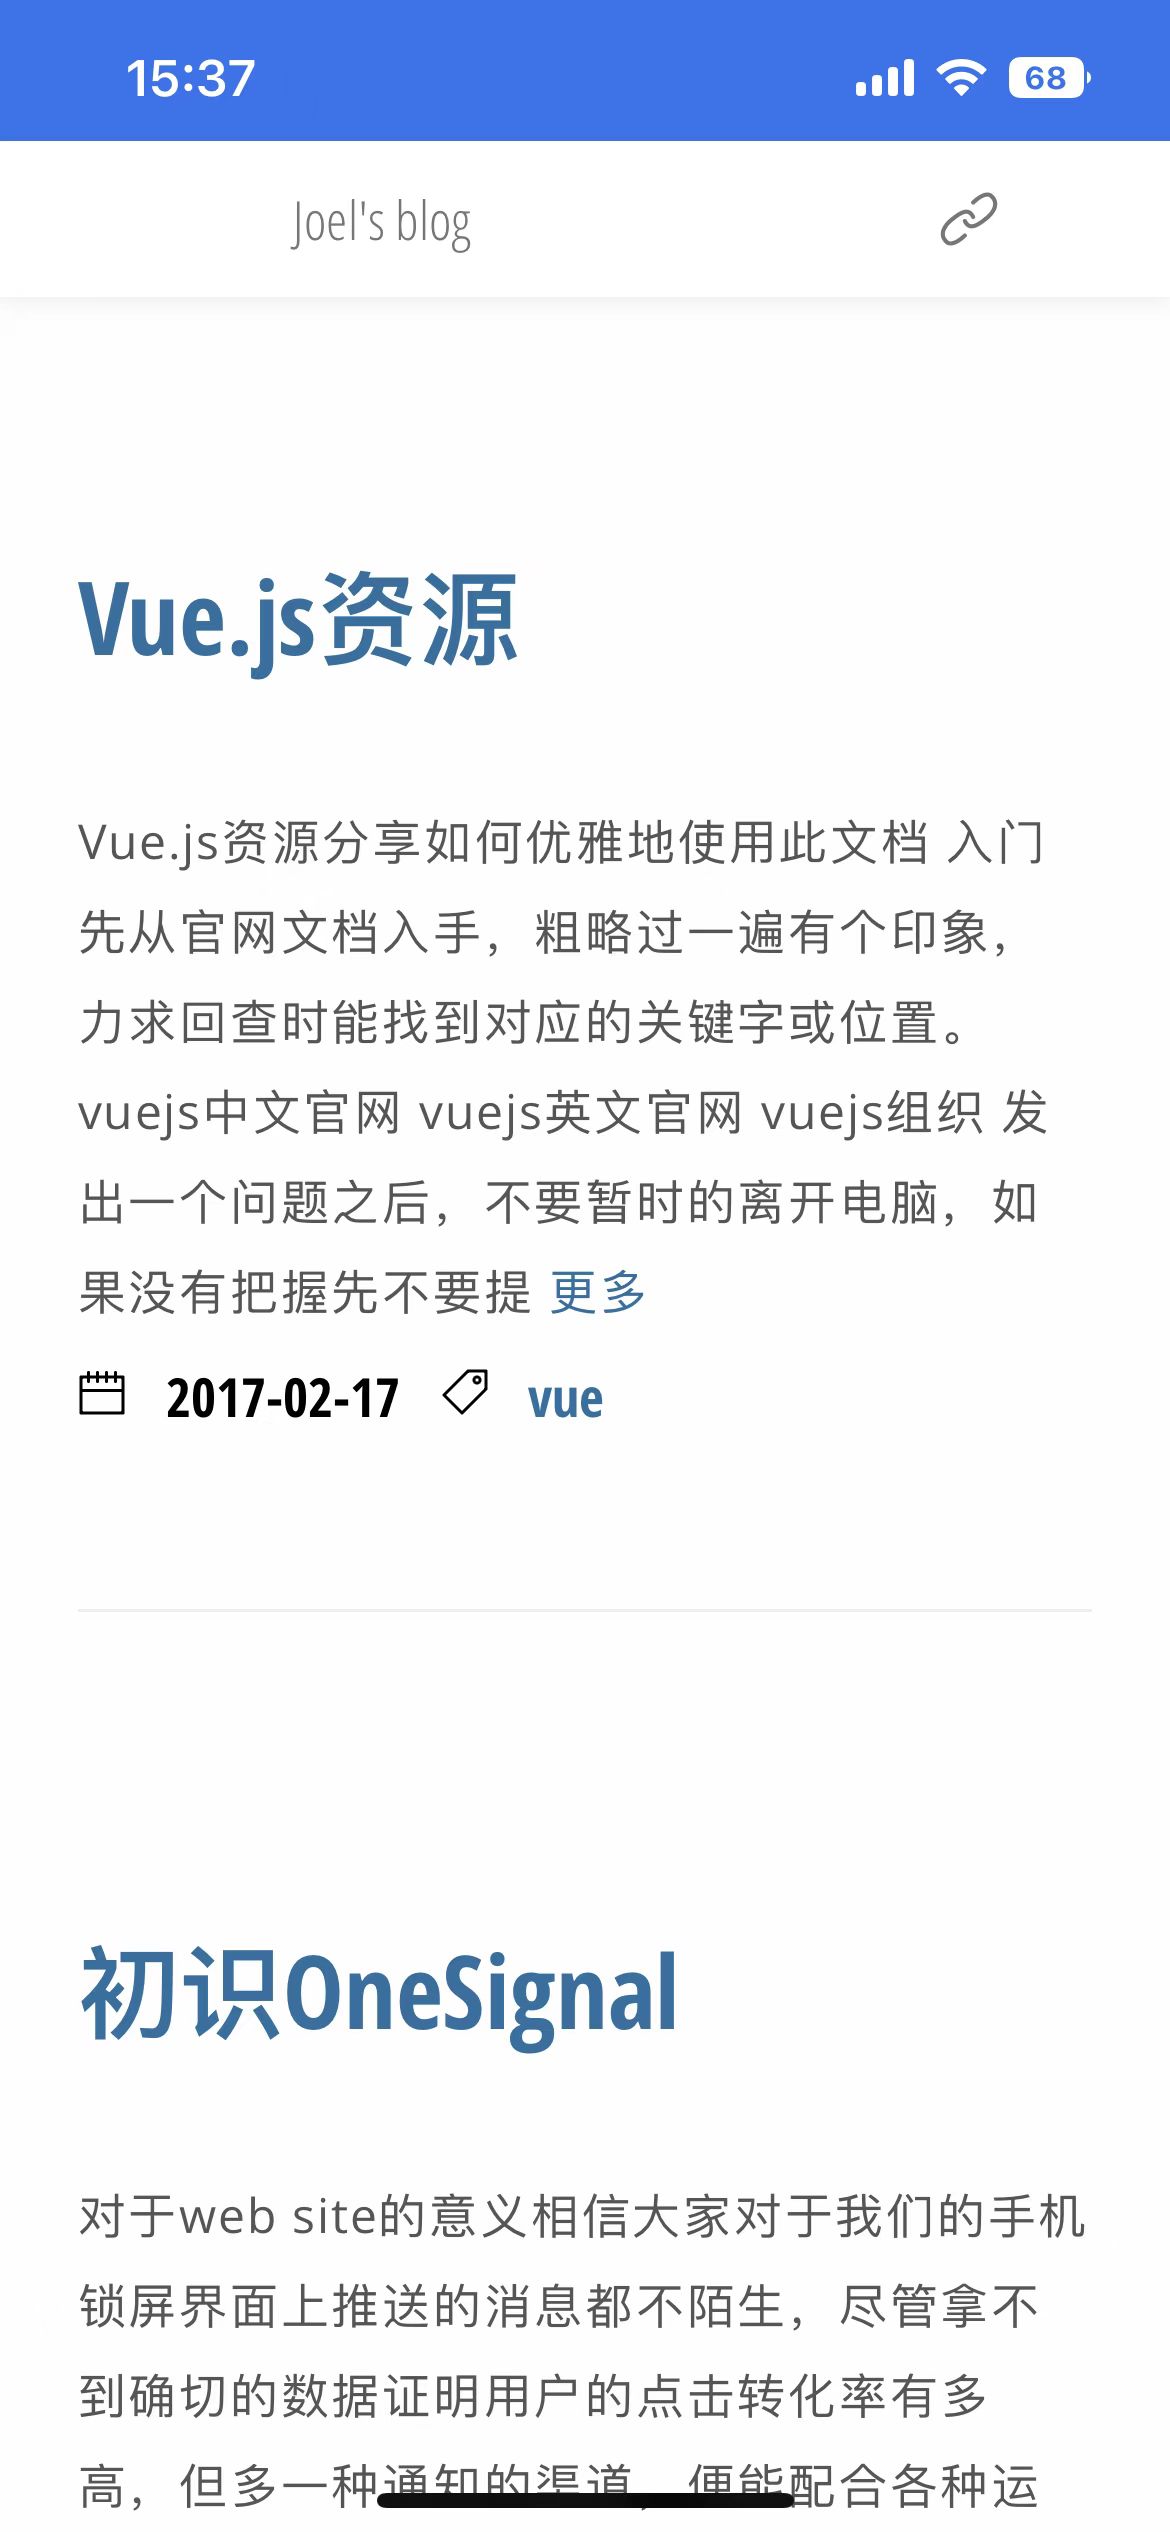 15:37
68
Joel's blog
Vue.js资源
Vue.js资源分享如何优雅地使用此文档 入门
先从官网文档入手，粗略过一遍有个印象，
力求回查时能找到对应的关键字或位置。
vuejs中文官网 vuejs英文官网 vuejs组织 发
出一个问题之后，不要暂时的离开电脑，如
果没有把握先不要提 更多
2017-02-17 vue
初识OneSignal
对于web site的意义相信大家对于我们的手机
锁屏界面上推送的消息都不陌生，尽管拿不
到确切的数据证明用户的点击转化率有多
高，但多一种通知的渠道，便能配合各种运